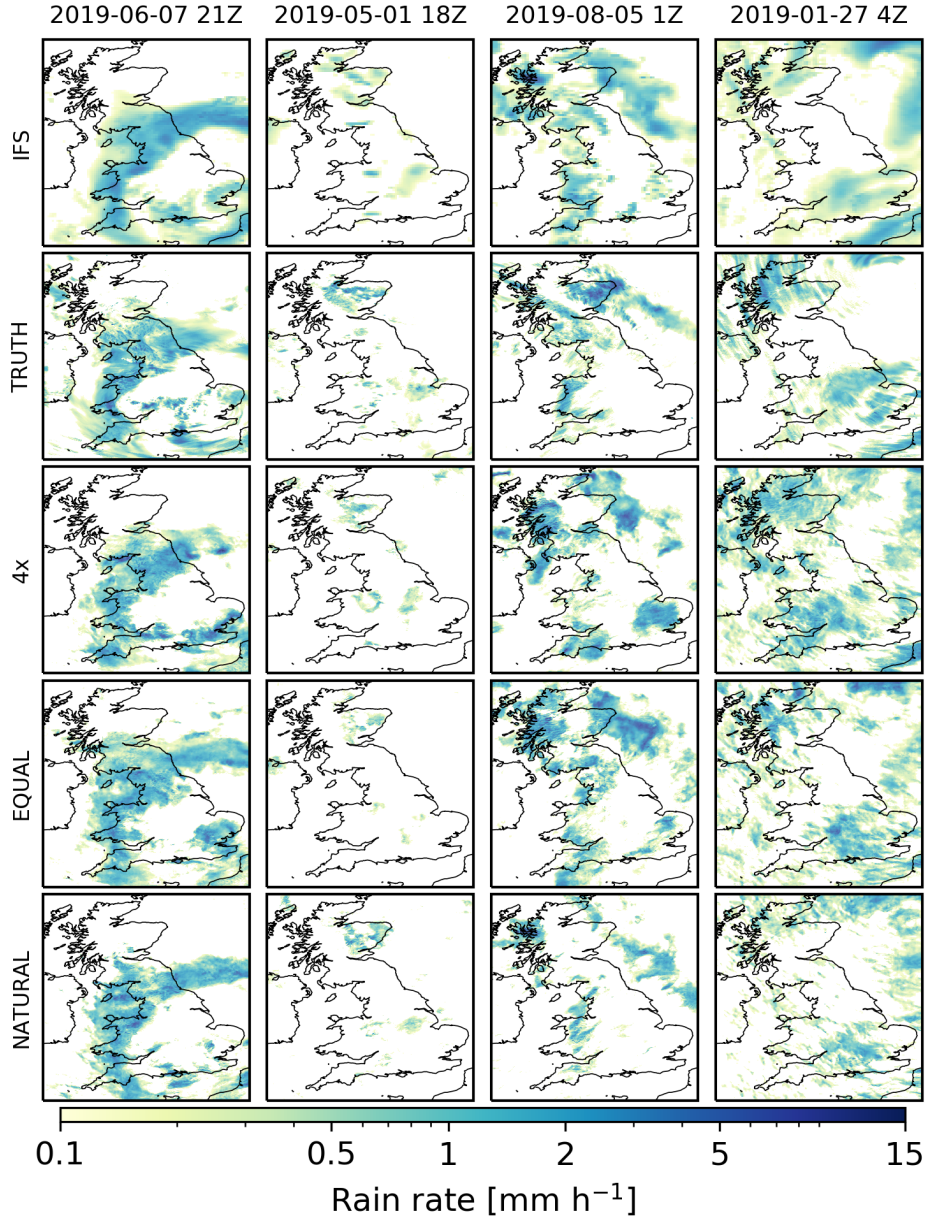 2019-06-07 21Z 2019-05-01 18Z 2019-08-05 1Z 2019-01-27 4Z
IFS
TRUTH
4x
EQUAL
NATURAL
0.1 0.5 1 2 5 15
Rain rate [mm h⁻¹]